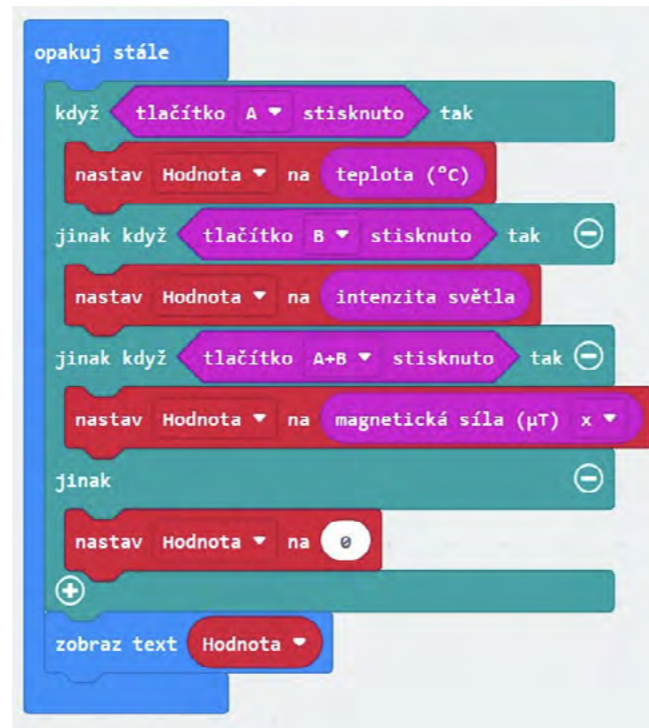 opakuj stále
když tlačítko A stisknuto tak
nastav Hodnota na teplota (°C)
jinak když tlačítko B stisknuto tak
nastav Hodnota na intenzita světla
jinak když tlačítko A+B stisknuto tak
nastav Hodnota na magnetická síla (µT) x
jinak
nastav Hodnota na 0
zobraz text Hodnota